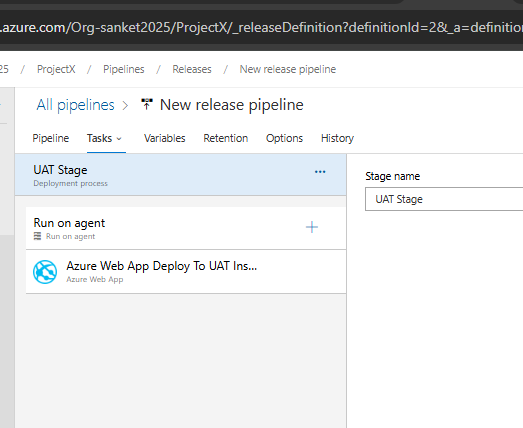 .azure.com/Org-sanket2025/ProjectX/_releaseDefinition?definitionId=2&_a=definitio
25 / ProjectX / Pipelines / Releases / New release pipeline
All pipelines > New release pipeline
Pipeline Tasks Variables Retention Options History
UAT Stage
Deployment process
Stage name
UAT Stage
Run on agent
Run on agent
Azure Web App Deploy To UAT Ins...
Azure Web App